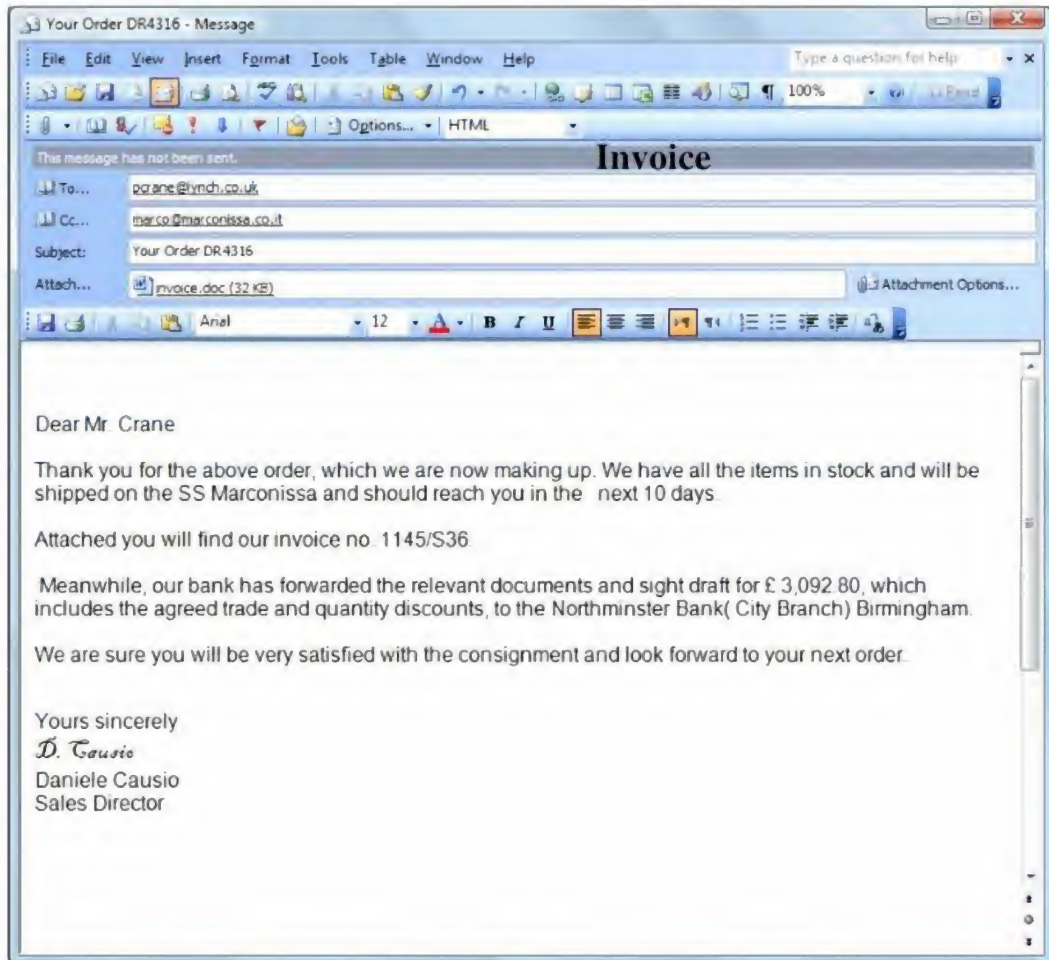 Your Order DR4316 - Message
File Edit View Insert Format Tools Table Window Help
Type a question for help
100%
Options... HTML
This message has not been sent.
Invoice
To... pcrane@lynch.co.uk
Cc... marco@marconissa.co.it
Subject: Your Order DR4316
Attach... invoice.doc (32 KB) Attachment Options...
Arial 12 A B I U
Dear Mr. Crane
Thank you for the above order, which we are now making up. We have all the items in stock and will be
shipped on the SS Marconissa and should reach you in the next 10 days.
Attached you will find our invoice no. 1145/S36.
Meanwhile, our bank has forwarded the relevant documents and sight draft for £ 3,092.80, which
includes the agreed trade and quantity discounts, to the Northminster Bank( City Branch) Birmingham.
We are sure you will be very satisfied with the consignment and look forward to your next order.
Yours sincerely
D. Causio
Daniele Causio
Sales Director